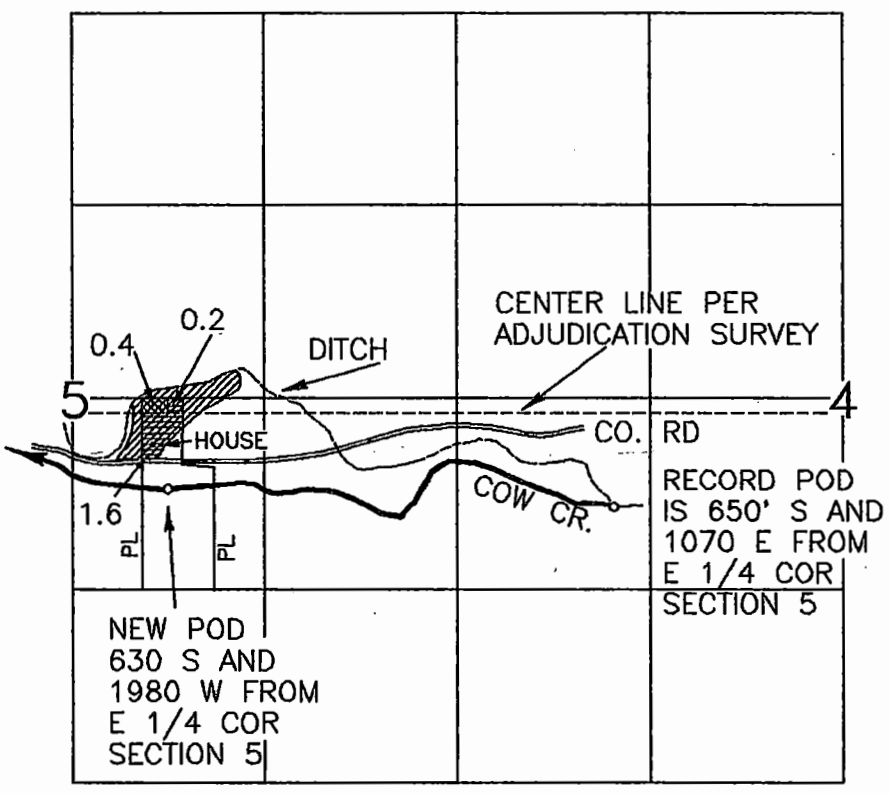 CENTER LINE PER
ADJUDICATION SURVEY
0.2
0.4
DITCH
5
4
HOUSE
CO. RD
COW CR.
1.6
PL
PL
RECORD POD
IS 650' S AND
1070 E FROM
E 1/4 COR
SECTION 5
NEW POD
630 S AND
1980 W FROM
E 1/4 COR
SECTION 5